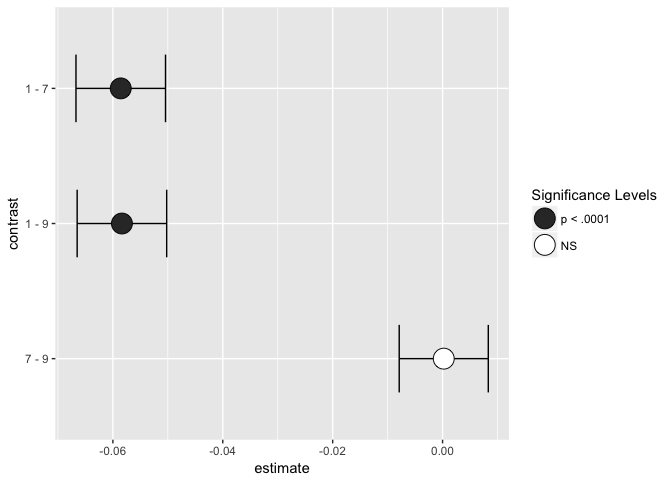 contrast
1 - 7
1 - 9
7 - 9
-0.06
-0.04
-0.02
0.00
estimate
Significance Levels
p < .0001
NS